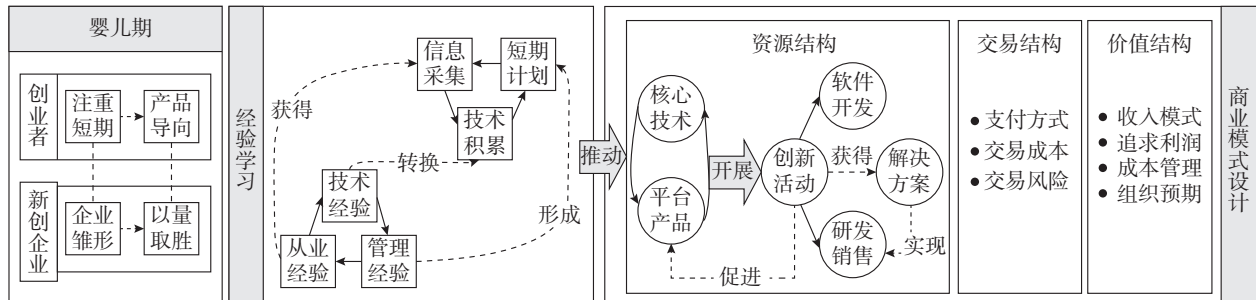 婴儿期
创业者
注重
短期
产品
导向
新创企业
企业
雏形
以量
取胜
经验学习
信息
采集
短期
计划
技术
积累
获得
转换
技术
经验
从业
经验
管理
经验
形成
推动
资源结构
核心
技术
平台
产品
开展
创新
活动
软件
开发
获得
解决
方案
研发
销售
实现
促进
交易结构
● 支付方式
● 交易成本
● 交易风险
价值结构
● 收入模式
● 追求利润
● 成本管理
● 组织预期
商业模式设计